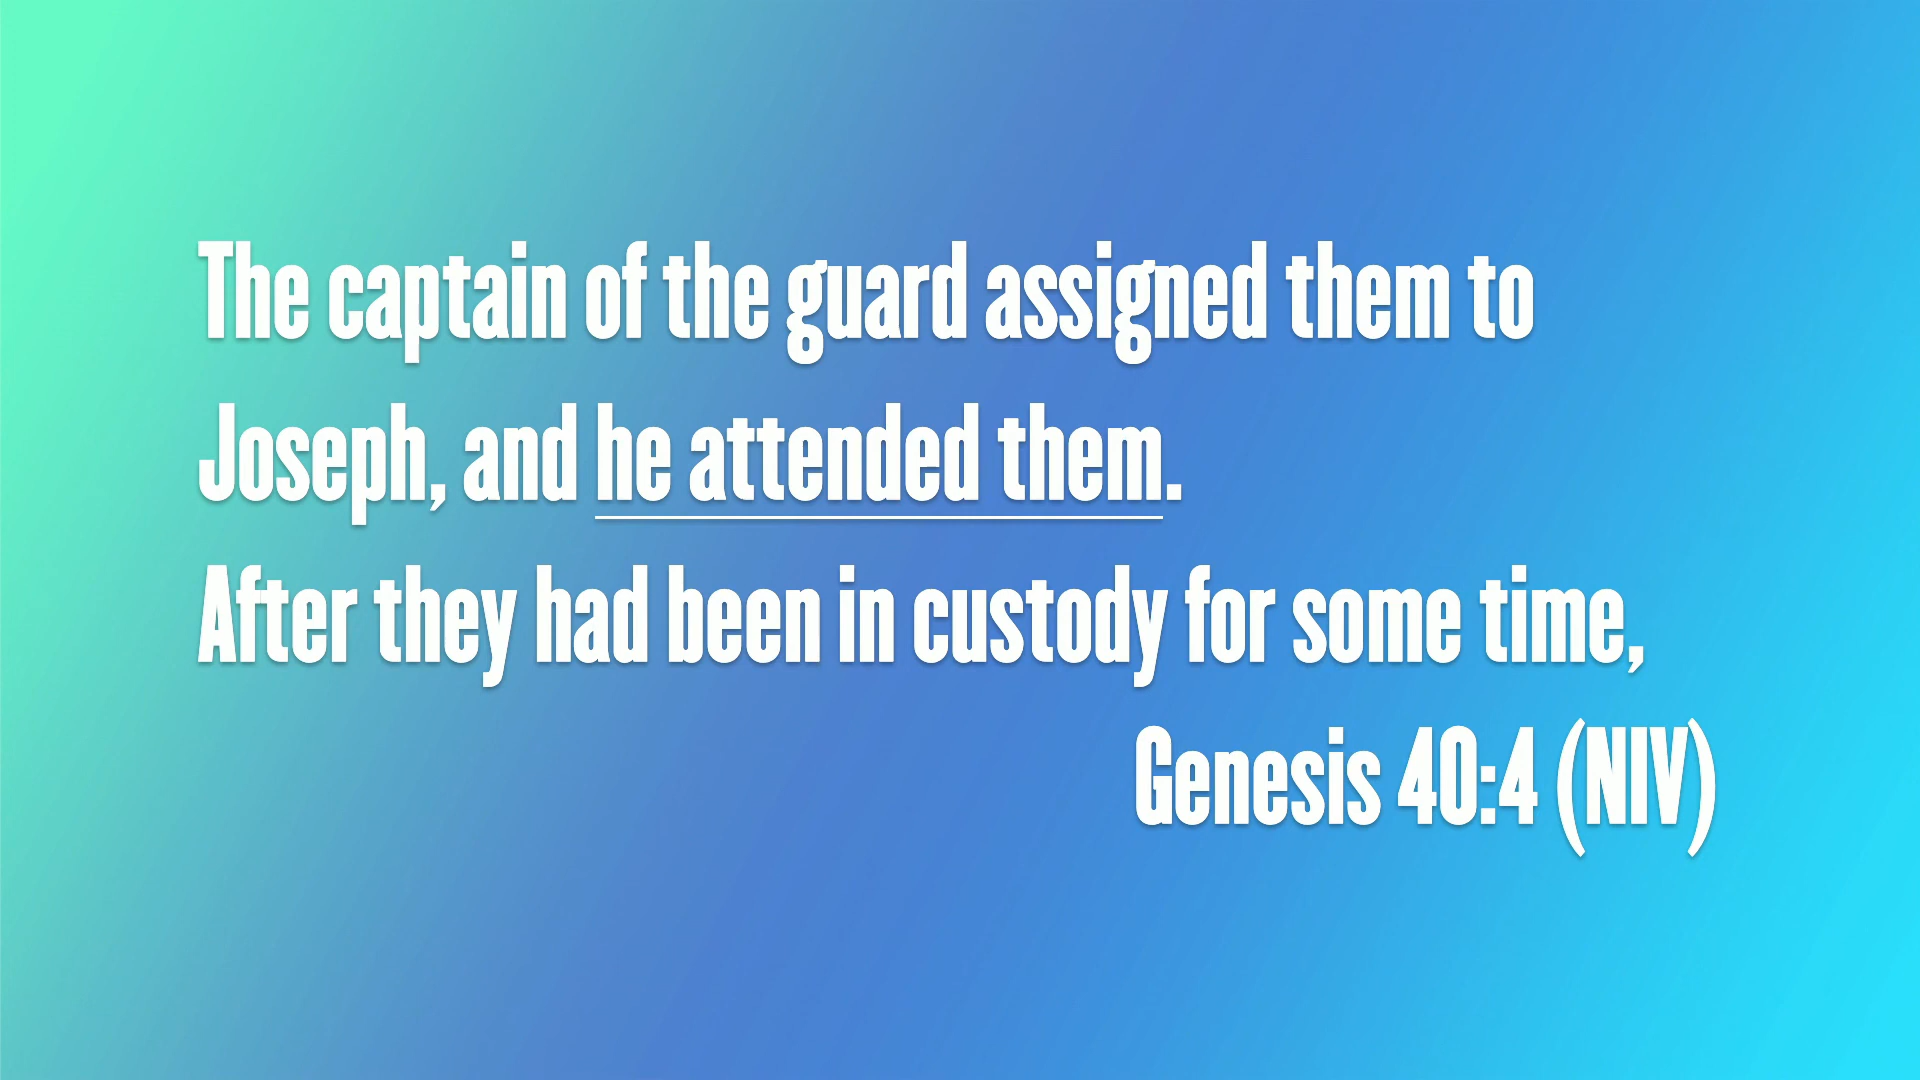 The captain of the guard assigned them to
Joseph, and he attended them.
After they had been in custody for some time,
Genesis 40:4 (NIV)